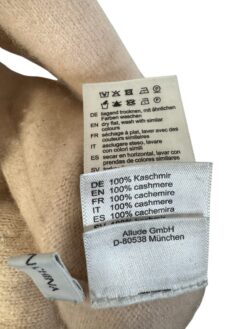 DE liegend trocknen, mit ähnlichen
Farben waschen
EN dry flat, wash with similar
colours
FR séchage à plat, laver avec des
couleurs similaires
IT asciugare steso, lavare
con colori simili
ES secar en horizontal, lavar con
prendas de colores similares
SV
DE 100% Kaschmir
EN 100% cashmere
FR 100% cachemire
IT 100% cashmere
ES 100% cachemira
Allude GmbH
D-80538 München